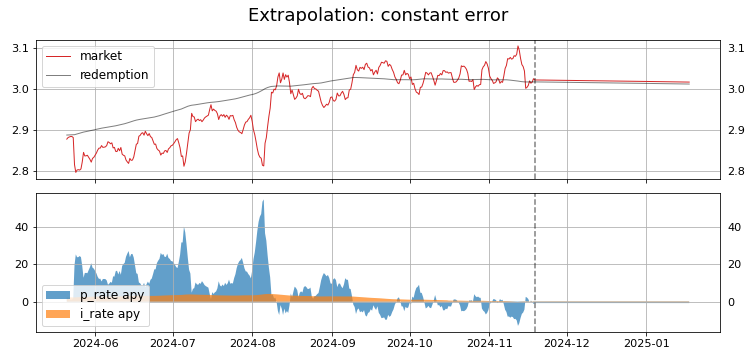 Extrapolation: constant error
3.1 3.1
market
redemption
3.0 3.0
2.9 2.9
2.8 2.8
40 40
20 20
p_rate apy
i_rate apy
0 0
2024-06 2024-07 2024-08 2024-09 2024-10 2024-11 2024-12 2025-01